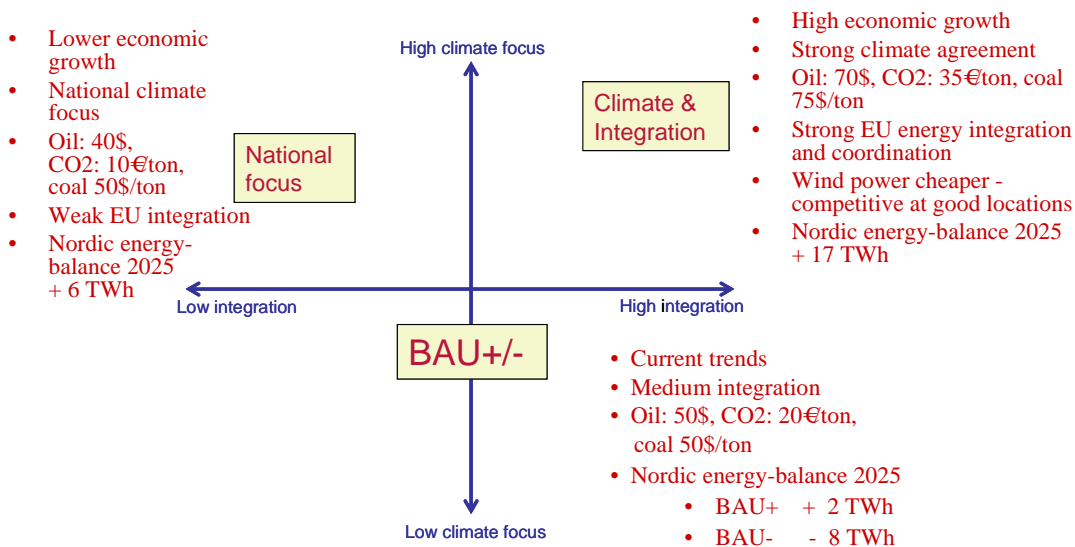 • Lower economic
growth
• National climate
focus
• Oil: 40$,
CO2: 10€/ton,
coal 50$/ton
• Weak EU integration
• Nordic energy-
balance 2025
+ 6 TWh
National
focus
High climate focus
Climate &
Integration
• High economic growth
• Strong climate agreement
• Oil: 70$, CO2: 35€/ton, coal
75$/ton
• Strong EU energy integration
and coordination
• Wind power cheaper -
competitive at good locations
• Nordic energy-balance 2025
+ 17 TWh
Low integration
High integration
BAU+/-
• Current trends
• Medium integration
• Oil: 50$, CO2: 20€/ton,
coal 50$/ton
• Nordic energy-balance 2025
• BAU+ + 2 TWh
• BAU- - 8 TWh
Low climate focus